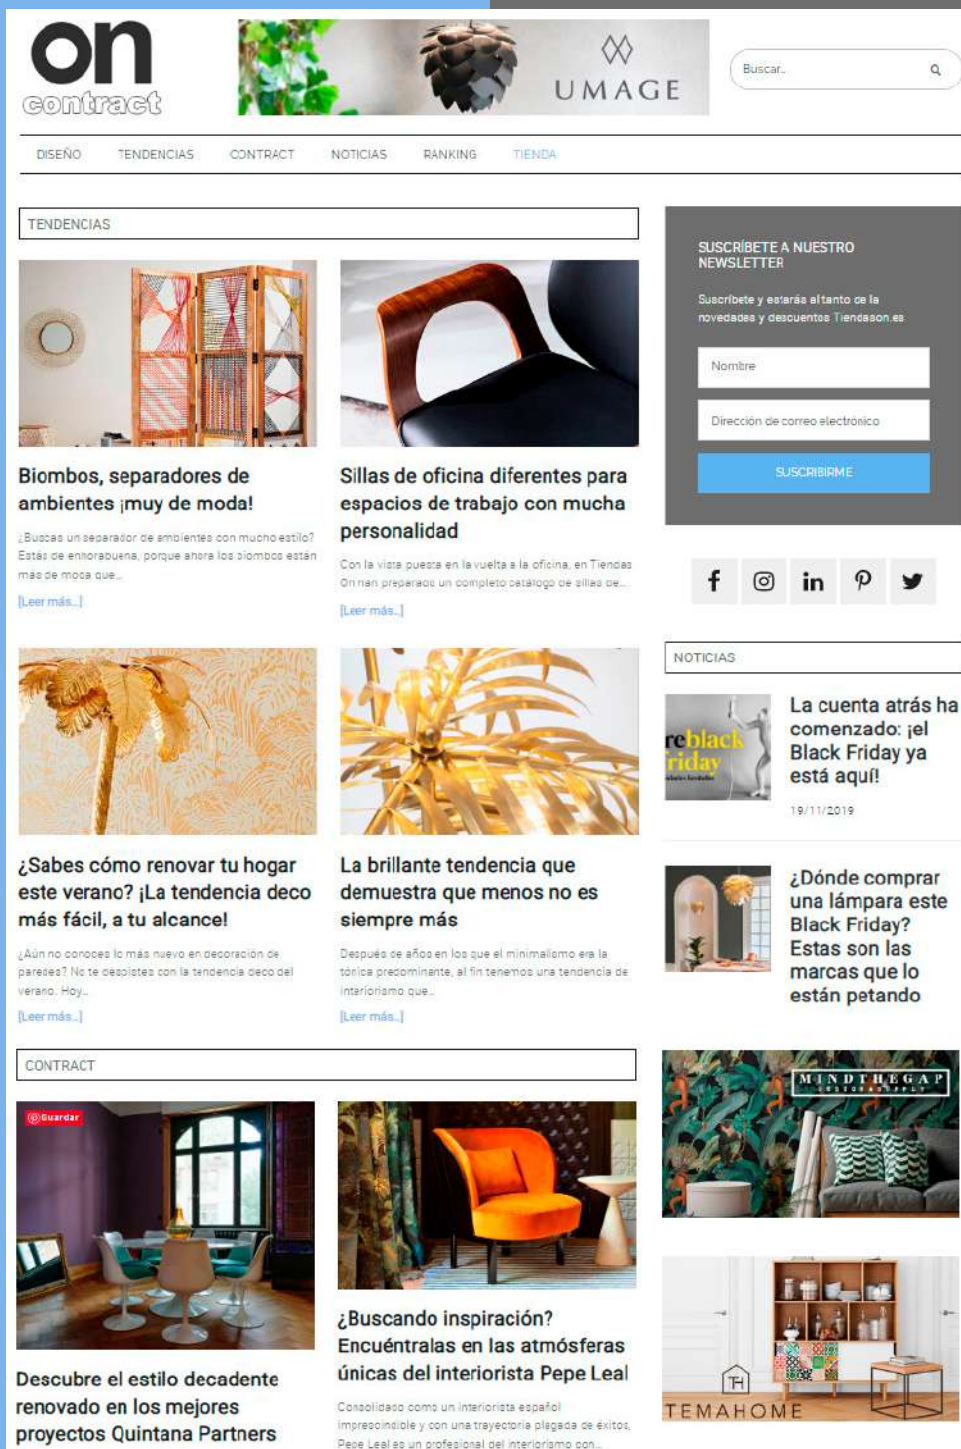 on
contract
UMAGE
Buscar..
DISEÑO TENDENCIAS CONTRACT NOTICIAS RANKING TIENDA
TENDENCIAS
Biombos, separadores de
ambientes ¡muy de moda!
¿Buscas un separador de ambientes con mucho estilo?
Estás de enhorabuena, porque ahora los biombos están
más de moda que...
[Leer más...]
Sillas de oficina diferentes para
espacios de trabajo con mucha
personalidad
Con la vista puesta en la vuelta a la oficina, en Tiendas
On han preparado un completo catálogo de sillas de...
[Leer más...]
¿Sabes cómo renovar tu hogar
este verano? ¡La tendencia deco
más fácil, a tu alcance!
¿Aún no conoces lo más nuevo en decoración de
paredes? No te despistes con la tendencia deco del
verano. Hoy...
[Leer más...]
La brillante tendencia que
demuestra que menos no es
siempre más
Después de años en los que el minimalismo era la
tónica predominante, al fin tenemos una tendencia de
interiorismo que...
[Leer más...]
CONTRACT
Guardar
Descubre el estilo decadente
renovado en los mejores
proyectos Quintana Partners
¿Buscando inspiración?
Encuéntralas en las atmósferas
únicas del interiorista Pepe Leal
Consolidado como un interiorista español
imprescindible y con una trayectoria plagada de éxitos,
Pepe Leal es un profesional del interiorismo con...
SUSCRÍBETE A NUESTRO
NEWSLETTER
Suscríbete y estarás al tanto de la
novedades y descuentos Tiendason.es
Nombre
Dirección de correo electrónico
SUSCRIBIRME
NOTICIAS
reblack
friday
La cuenta atrás ha
comenzado: ¡el
Black Friday ya
está aquí!
19/11/2019
¿Dónde comprar
una lámpara este
Black Friday?
Estas son las
marcas que lo
están petando
MINDTHEGAP
TH
TEMAHOME